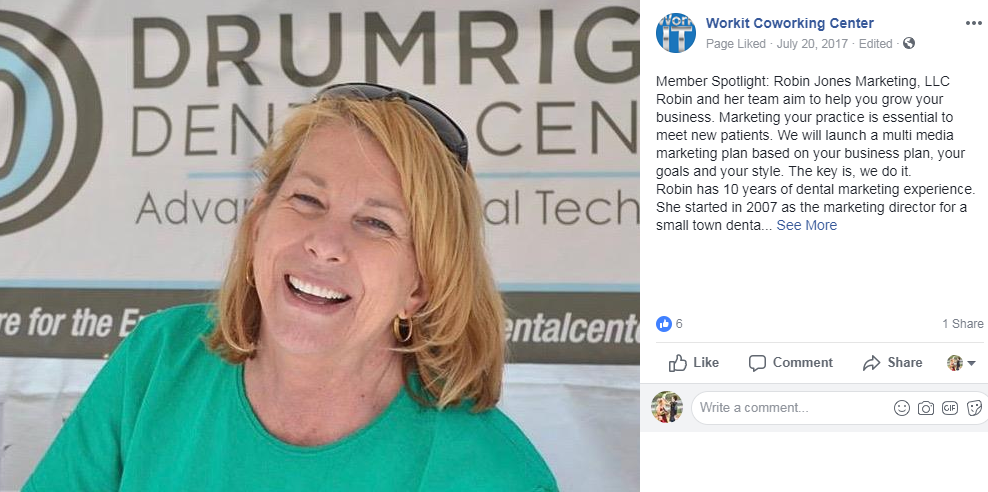 DRUMRIG
DEN CEN
Adva al Tech
re for the E entalcent
WorK
iT
Workit Coworking Center
Page Liked · July 20, 2017 · Edited ·
Member Spotlight: Robin Jones Marketing, LLC
Robin and her team aim to help you grow your
business. Marketing your practice is essential to
meet new patients. We will launch a multi media
marketing plan based on your business plan, your
goals and your style. The key is, we do it.
Robin has 10 years of dental marketing experience.
She started in 2007 as the marketing director for a
small town denta... See More
6
1 Share
Like
Comment
Share
Write a comment...
GIF